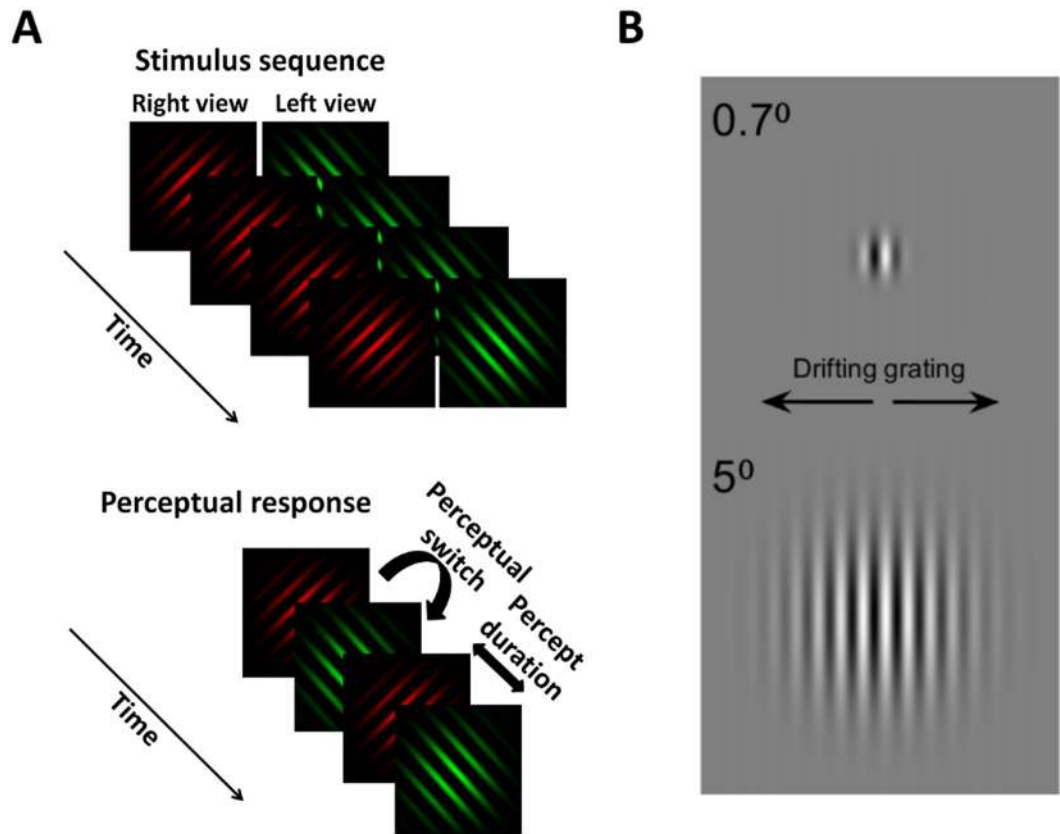 A
Stimulus sequence
Right view Left view
Time
Perceptual response
Perceptual
switch
Percept
duration
Time
B
0.7⁰
Drifting grating
5⁰